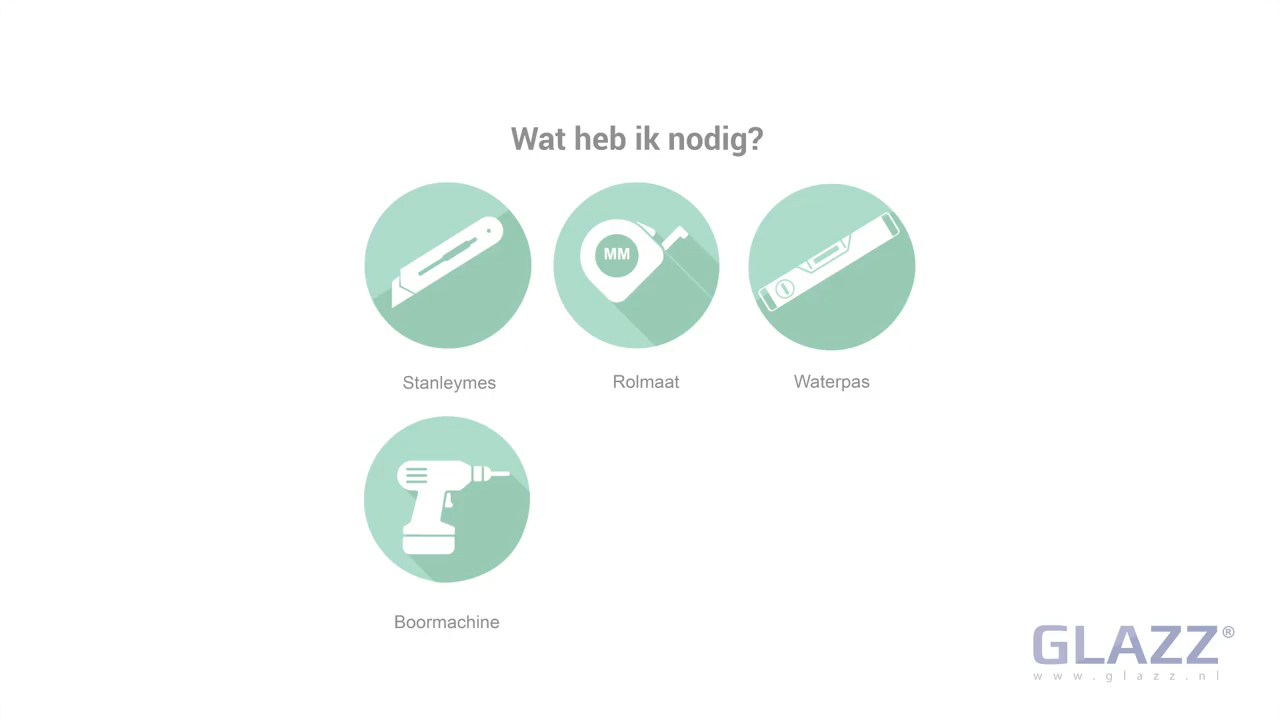 Wat heb ik nodig?
MM
Stanleymes
Rolmaat
Waterpas
Boormachine
GLAZZ®
www.glazz.nl